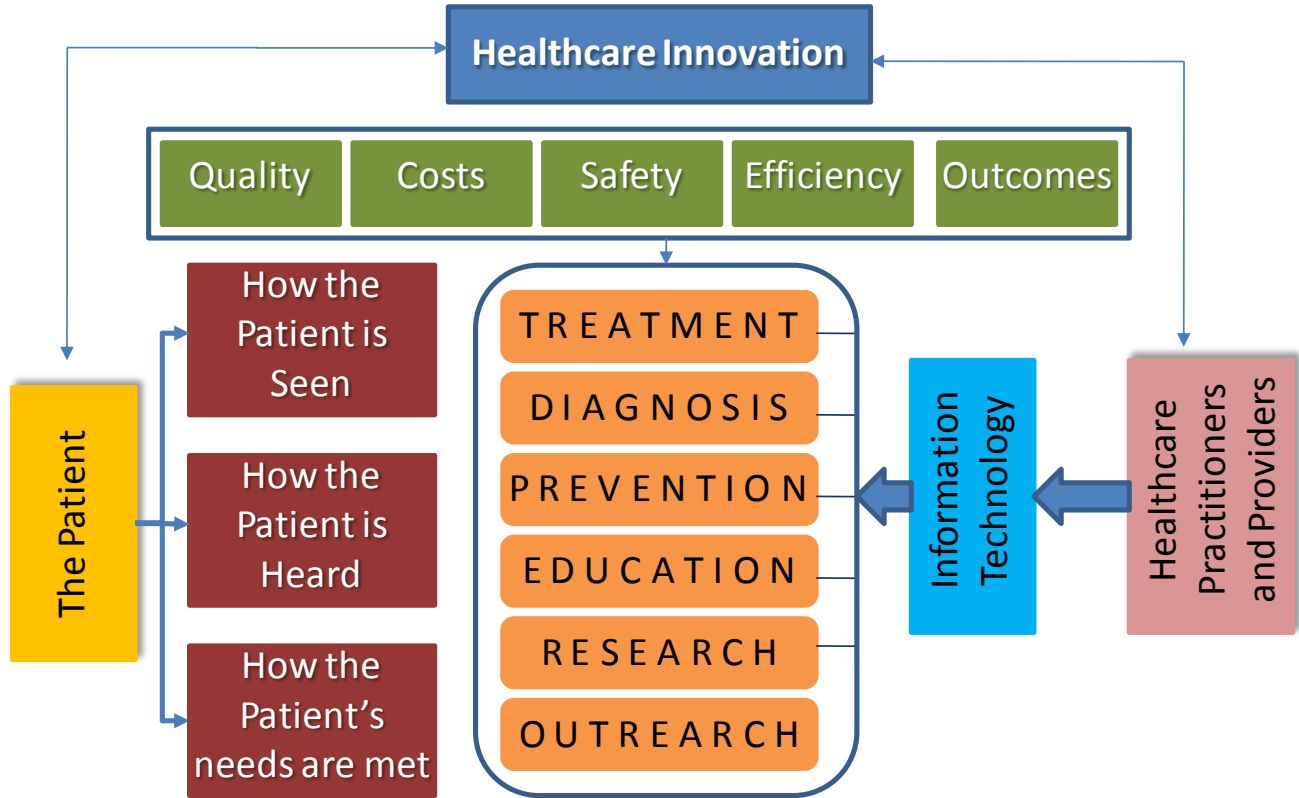 Healthcare Innovation
Quality
Costs
Safety
Efficiency
Outcomes
The Patient
How the
Patient is
Seen
How the
Patient is
Heard
How the
Patient's
needs are met
TREATMENT
DIAGNOSIS
PREVENTION
EDUCATION
RESEARCH
OUTREARCH
Information
Technology
Healthcare
Practitioners
and Providers